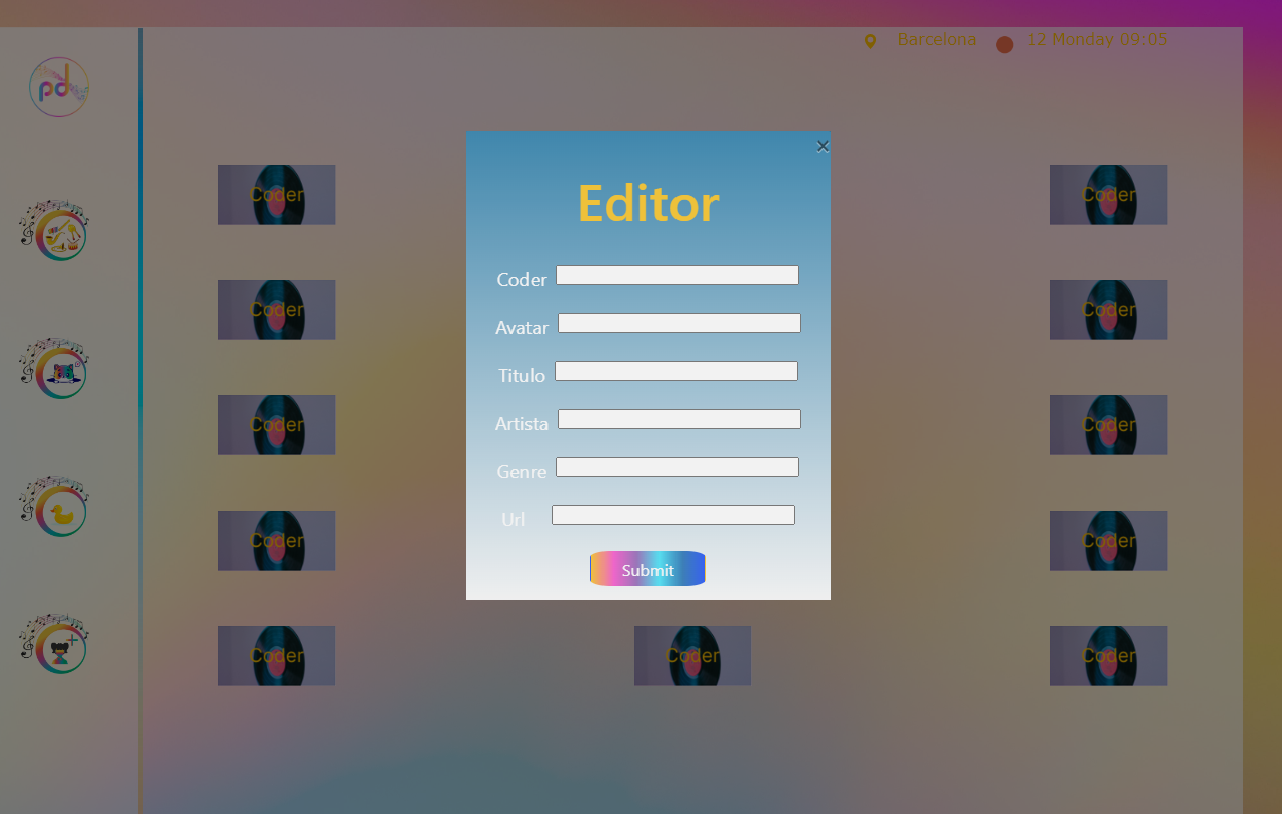 Barcelona 12 Monday 09:05
pd
×
Editor
Coder Coder
Coder
Coder Coder
Avatar
Titulo
Coder Coder
Artista
Genre
Url
Coder Coder
Submit
Coder Coder Coder